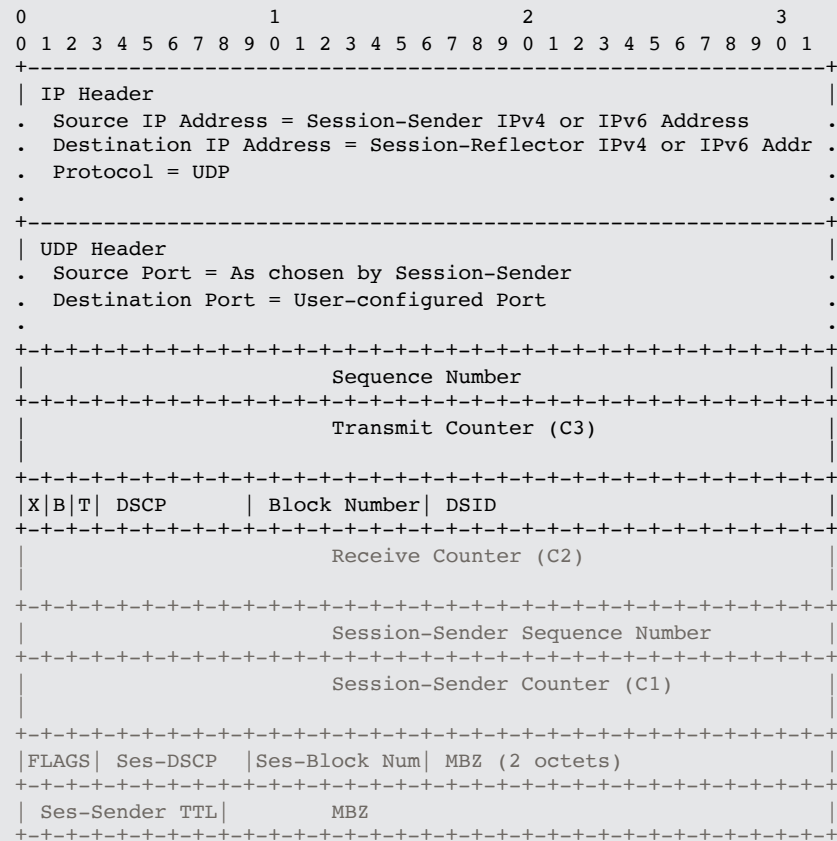 0                   1                   2                   3
0 1 2 3 4 5 6 7 8 9 0 1 2 3 4 5 6 7 8 9 0 1 2 3 4 5 6 7 8 9 0 1
+---------------------------------------------------------------+
| IP Header                                                     |
.  Source IP Address = Session-Sender IPv4 or IPv6 Address      .
.  Destination IP Address = Session-Reflector IPv4 or IPv6 Addr .
.  Protocol = UDP                                               .
.                                                               .
+---------------------------------------------------------------+
| UDP Header                                                    |
.  Source Port = As chosen by Session-Sender                    .
.  Destination Port = User-configured Port                      .
.                                                               .
+-+-+-+-+-+-+-+-+-+-+-+-+-+-+-+-+-+-+-+-+-+-+-+-+-+-+-+-+-+-+-+-+
|                        Sequence Number                        |
+-+-+-+-+-+-+-+-+-+-+-+-+-+-+-+-+-+-+-+-+-+-+-+-+-+-+-+-+-+-+-+-+
|                        Transmit Counter (C3)                  |
|                                                               |
+-+-+-+-+-+-+-+-+-+-+-+-+-+-+-+-+-+-+-+-+-+-+-+-+-+-+-+-+-+-+-+-+
|X|B|T| DSCP      | Block Number| DSID                          |
+-+-+-+-+-+-+-+-+-+-+-+-+-+-+-+-+-+-+-+-+-+-+-+-+-+-+-+-+-+-+-+-+
|                        Receive Counter (C2)                   |
|                                                               |
+-+-+-+-+-+-+-+-+-+-+-+-+-+-+-+-+-+-+-+-+-+-+-+-+-+-+-+-+-+-+-+-+
|                        Session-Sender Sequence Number         |
+-+-+-+-+-+-+-+-+-+-+-+-+-+-+-+-+-+-+-+-+-+-+-+-+-+-+-+-+-+-+-+-+
|                        Session-Sender Counter (C1)            |
|                                                               |
+-+-+-+-+-+-+-+-+-+-+-+-+-+-+-+-+-+-+-+-+-+-+-+-+-+-+-+-+-+-+-+-+
|FLAGS| Ses-DSCP  |Ses-Block Num| MBZ (2 octets)                |
+-+-+-+-+-+-+-+-+-+-+-+-+-+-+-+-+-+-+-+-+-+-+-+-+-+-+-+-+-+-+-+-+
| Ses-Sender TTL|        MBZ                                    |
+-+-+-+-+-+-+-+-+-+-+-+-+-+-+-+-+-+-+-+-+-+-+-+-+-+-+-+-+-+-+-+-+